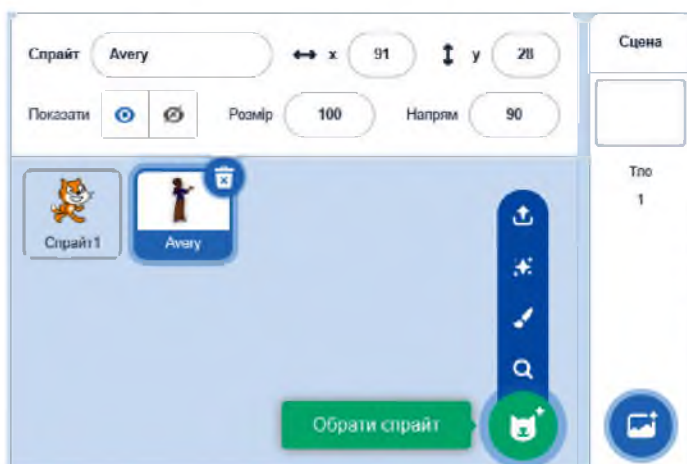 Спрайт Avery x 91 y 28
Показати Розмір 100 Напрям 90
Сцена
Тло
1
Спрайт1
Avery
Обрати спрайт